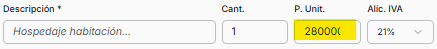 Descripción * Cant. P. Unit. Alic. IVA
Hospedaje habitación... 1 28000 21%